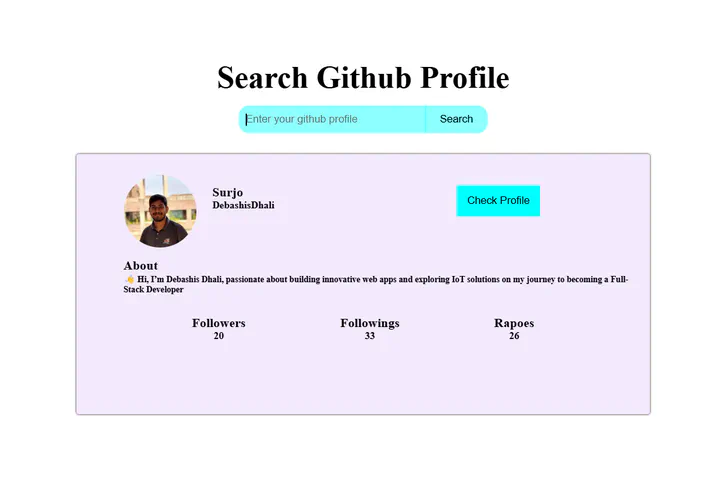 Search Github Profile
Enter your github profile
Search
Surjo
DebashisDhali
Check Profile
About
👋 Hi, I'm Debashis Dhali, passionate about building innovative web apps and exploring IoT solutions on my journey to becoming a Full-
Stack Developer
Followers Followings Rapoes
20 33 26